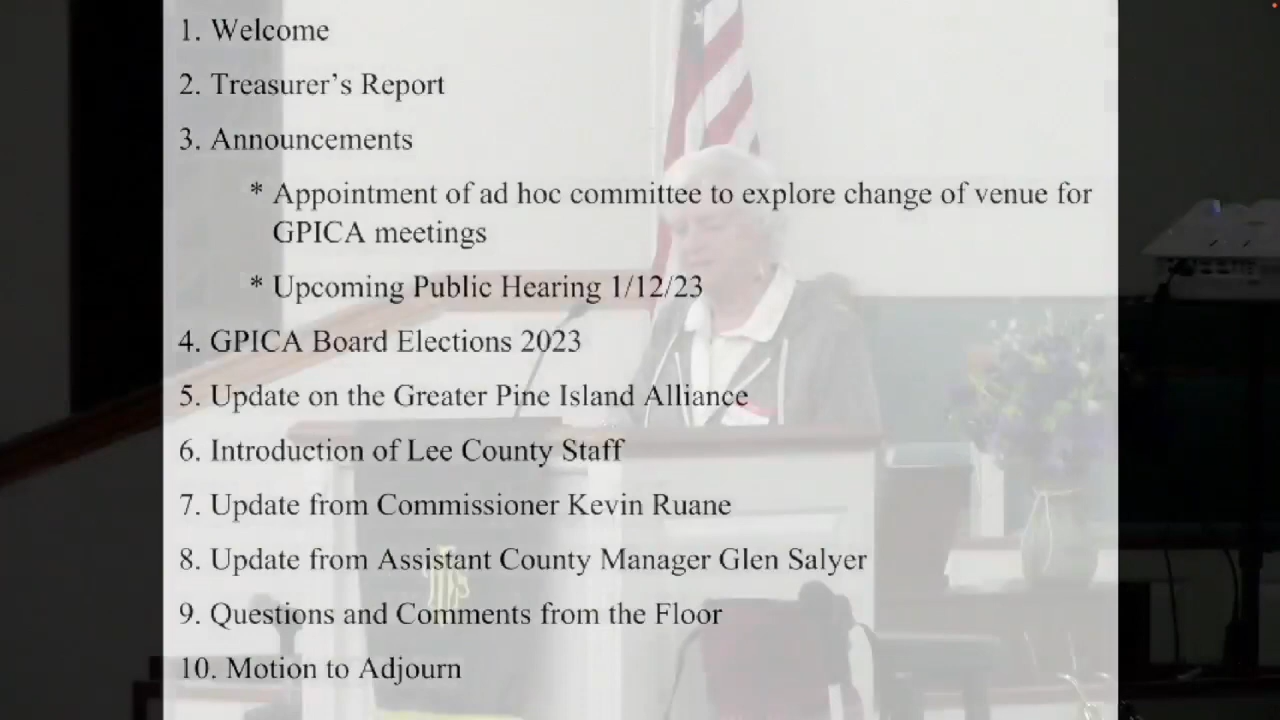 1. Welcome
2. Treasurer's Report
3. Announcements
* Appointment of ad hoc committee to explore change of venue for
GPICA meetings
* Upcoming Public Hearing 1/12/23
4. GPICA Board Elections 2023
5. Update on the Greater Pine Island Alliance
6. Introduction of Lee County Staff
7. Update from Commissioner Kevin Ruane
8. Update from Assistant County Manager Glen Salyer
9. Questions and Comments from the Floor
10. Motion to Adjourn